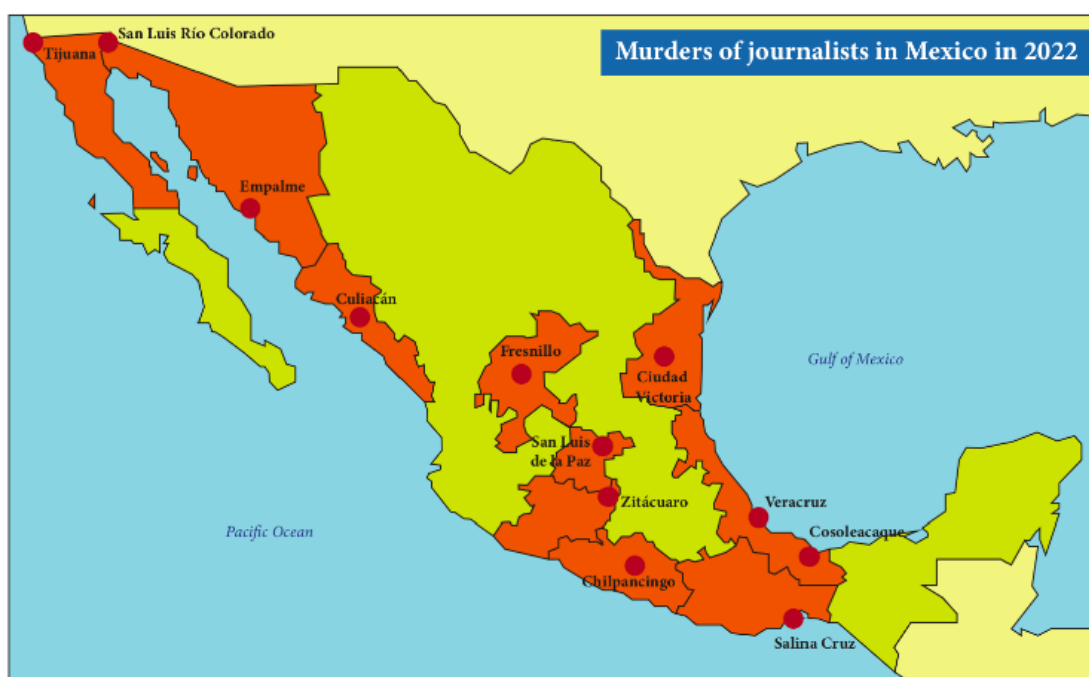 San Luis Río Colorado
Tijuana
Murders of journalists in Mexico in 2022
Empalme
Culiacán
Fresnillo
Ciudad
Victoria
Gulf of Mexico
San Luis
de la Paz
Zitácuaro
Veracruz
Cosoleacaque
Pacific Ocean
Chilpancingo
Salina Cruz